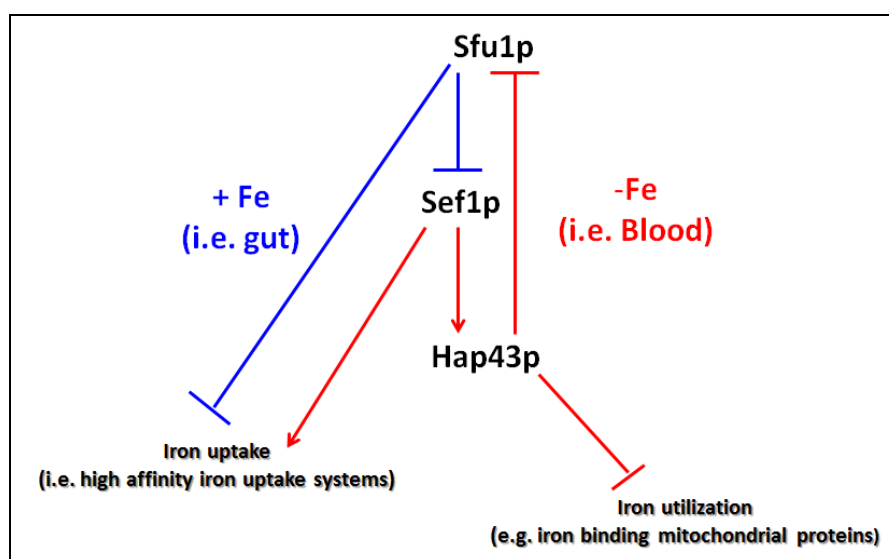 Sfu1p
+ Fe
(i.e. gut)
Sef1p
-Fe
(i.e. Blood)
Hap43p
Iron uptake
(i.e. high affinity iron uptake systems)
Iron utilization
(e.g. iron binding mitochondrial proteins)